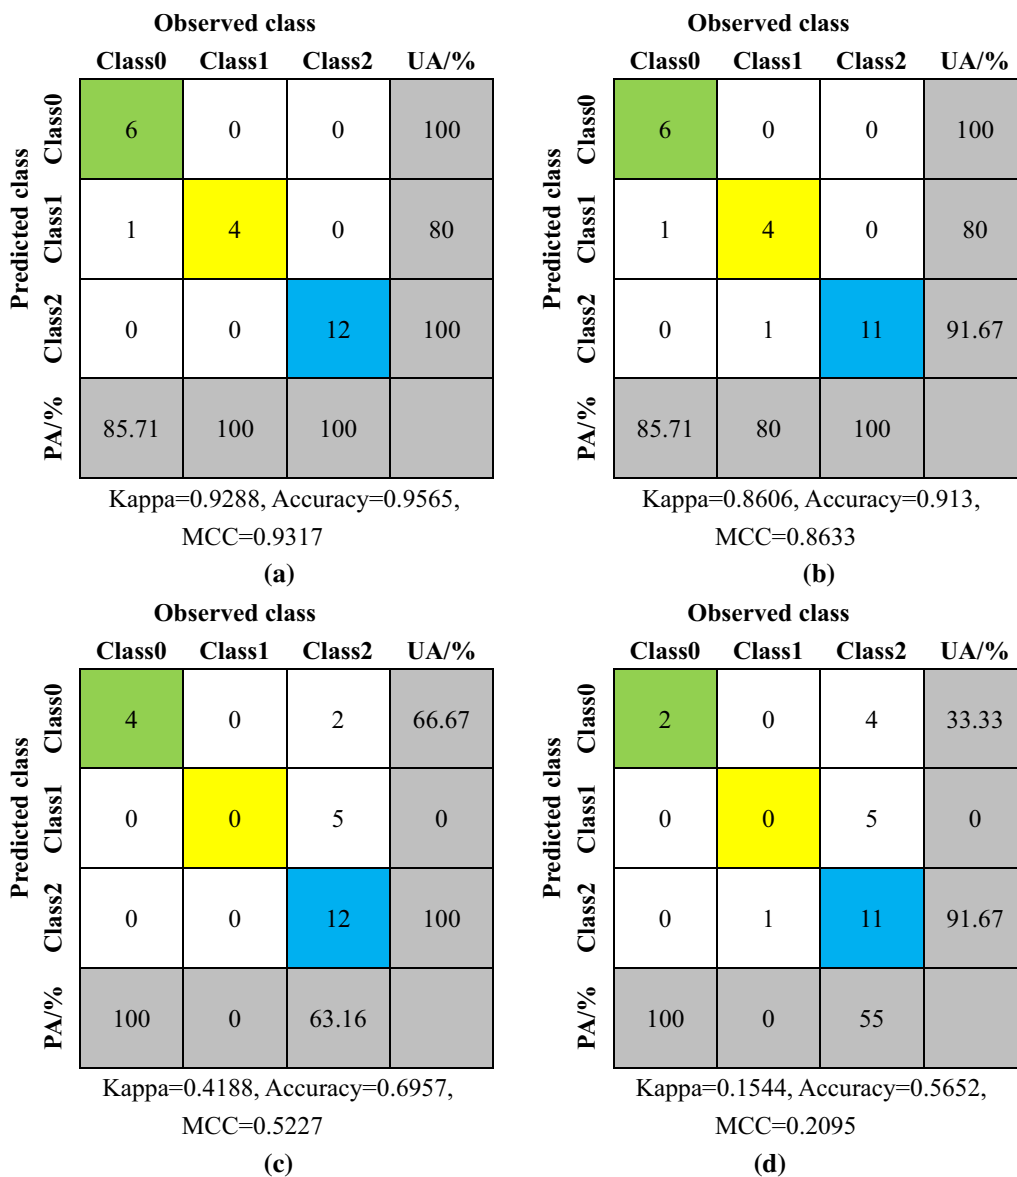 Observed class
Class0 Class1 Class2 UA/%
Predicted class
Class0 6 0 0 100
Class1 1 4 0 80
Class2 0 0 12 100
PA/% 85.71 100 100
Kappa=0.9288, Accuracy=0.9565,
MCC=0.9317
(a)
Observed class
Class0 Class1 Class2 UA/%
Predicted class
Class0 6 0 0 100
Class1 1 4 0 80
Class2 0 1 11 91.67
PA/% 85.71 80 100
Kappa=0.8606, Accuracy=0.913,
MCC=0.8633
(b)
Observed class
Class0 Class1 Class2 UA/%
Predicted class
Class0 4 0 2 66.67
Class1 0 0 5 0
Class2 0 0 12 100
PA/% 100 0 63.16
Kappa=0.4188, Accuracy=0.6957,
MCC=0.5227
(c)
Observed class
Class0 Class1 Class2 UA/%
Predicted class
Class0 2 0 4 33.33
Class1 0 0 5 0
Class2 0 1 11 91.67
PA/% 100 0 55
Kappa=0.1544, Accuracy=0.5652,
MCC=0.2095
(d)